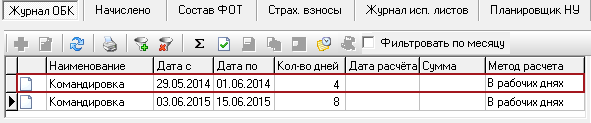 Журнал ОБК Начислено Состав ФОТ Страх. взносы Журнал исп. листов Планировщик НУ
Σ Фильтровать по месяцу
Наименование Дата с Дата по Кол-во дней Дата расчёта Сумма Метод расчета
Командировка 29.05.2014 01.06.2014 4 В рабочих днях
Командировка 03.06.2015 15.06.2015 8 В рабочих днях